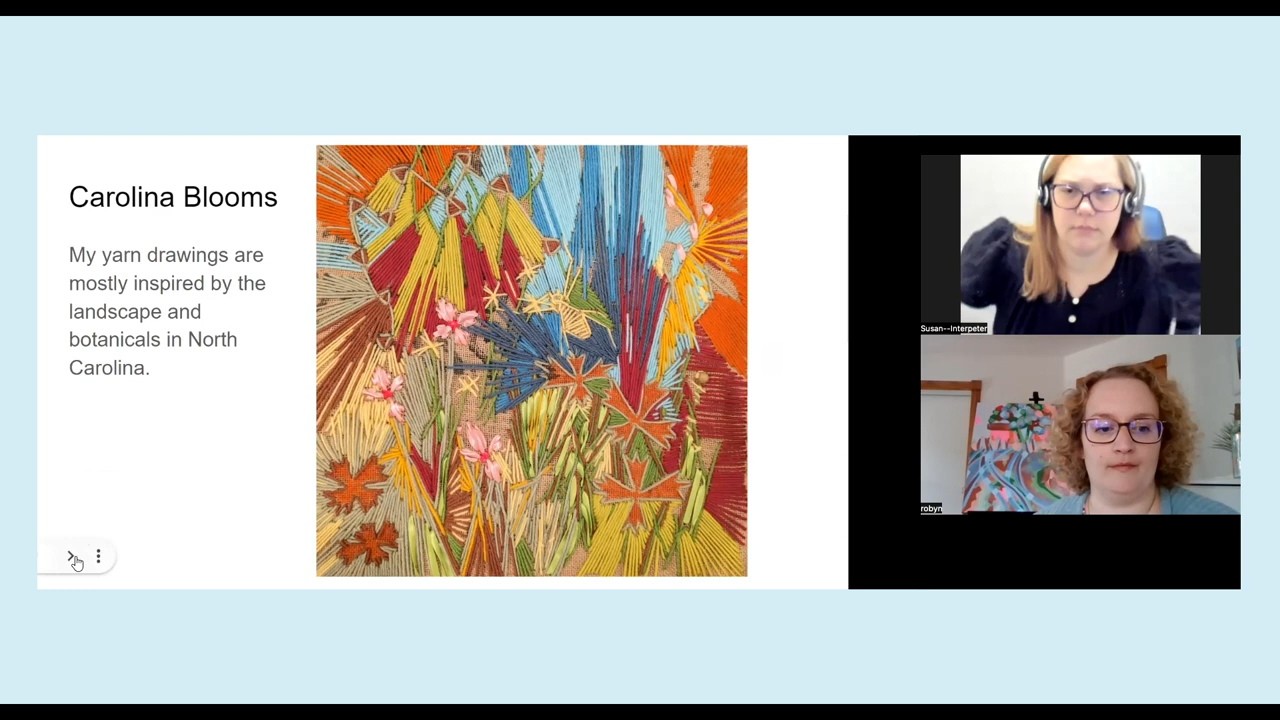 Carolina Blooms
My yarn drawings are
mostly inspired by the
landscape and
botanicals in North
Carolina.
Susan--Interpeter
robyn